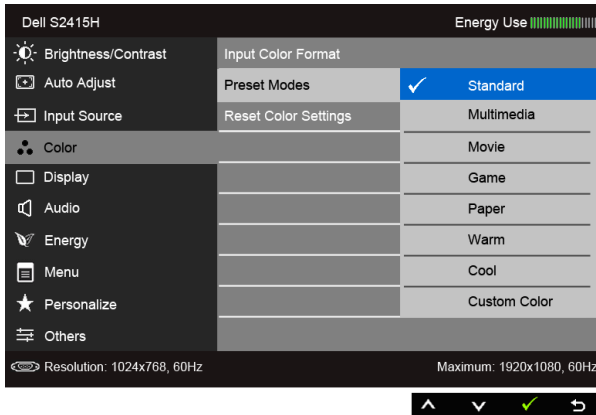 Dell S2415H Energy Use
Brightness/Contrast Input Color Format
Auto Adjust Preset Modes Standard
Input Source Reset Color Settings Multimedia
Color Movie
Display Game
Audio Paper
Energy Warm
Menu Cool
Personalize Custom Color
Others
Resolution: 1024x768, 60Hz Maximum: 1920x1080, 60Hz